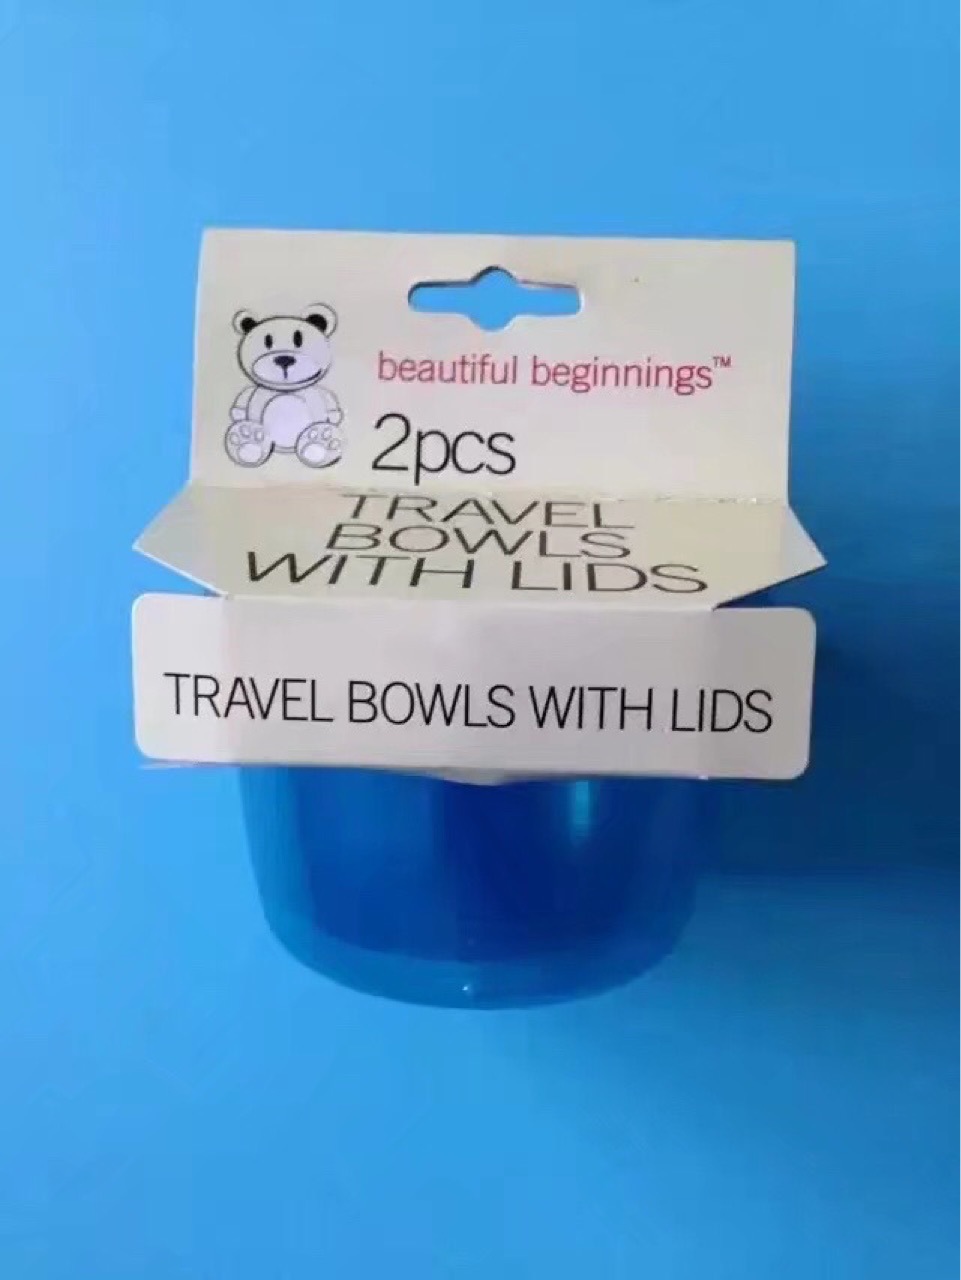 beautiful beginnings™
2pcs
TRAVEL
BOWLS
WITH LIDS
TRAVEL BOWLS WITH LIDS